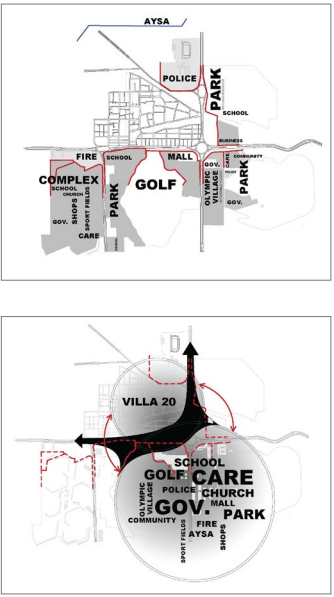 AYSA
POLICE
PARK
SCHOOL
BUSINESS
FIRE
SCHOOL
MALL
GOV.
CARE
COMMUNITY
COMPLEX
SCHOOL
CHURCH
SHOPS
SPORT FIELDS
GOV.
CARE
PARK
GOLF
OLYMPIC
VILLAGE
PARK
GOV.
VILLA 20
SCHOOL
GOLF
CARE
OLYMPIC
VILLAGE
POLICE
CHURCH
GOV.
MALL
PARK
COMMUNITY
FIRE
AYSA
SPORT FIELDS
SHOPS